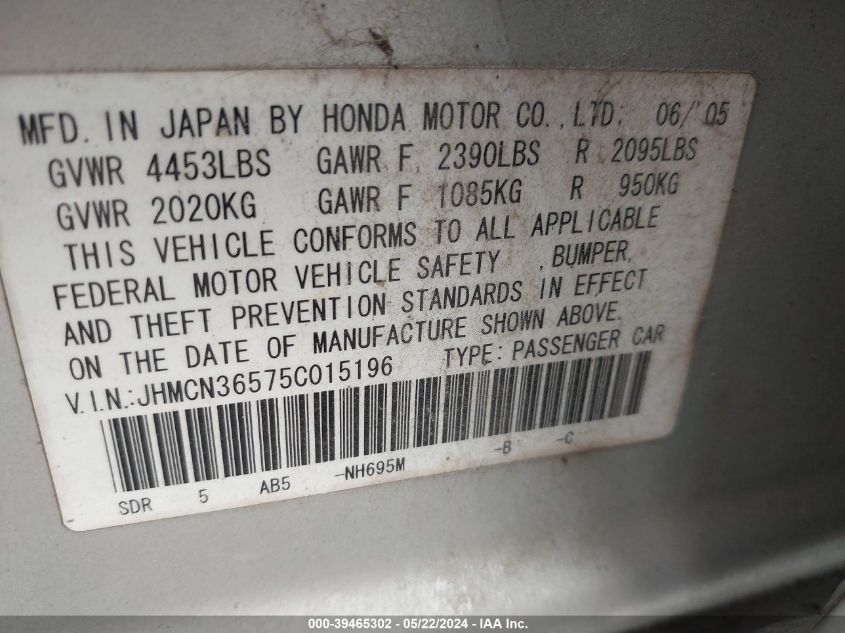 MFD. IN JAPAN BY HONDA MOTOR CO., LTD. 06/'05
GVWR 4453LBS GAWR F 2390LBS R 2095LBS
GVWR 2020KG GAWR F 1085KG R 950KG
THIS VEHICLE CONFORMS TO ALL APPLICABLE
FEDERAL MOTOR VEHICLE SAFETY , BUMPER,
AND THEFT PREVENTION STANDARDS IN EFFECT
ON THE DATE OF MANUFACTURE SHOWN ABOVE.
V.I.N.:JHMCN36575C015196 TYPE: PASSENGER CAR
SDR 5 AB5 -NH695M -B -C
000-39465302 - 05/22/2024 - IAA Inc.